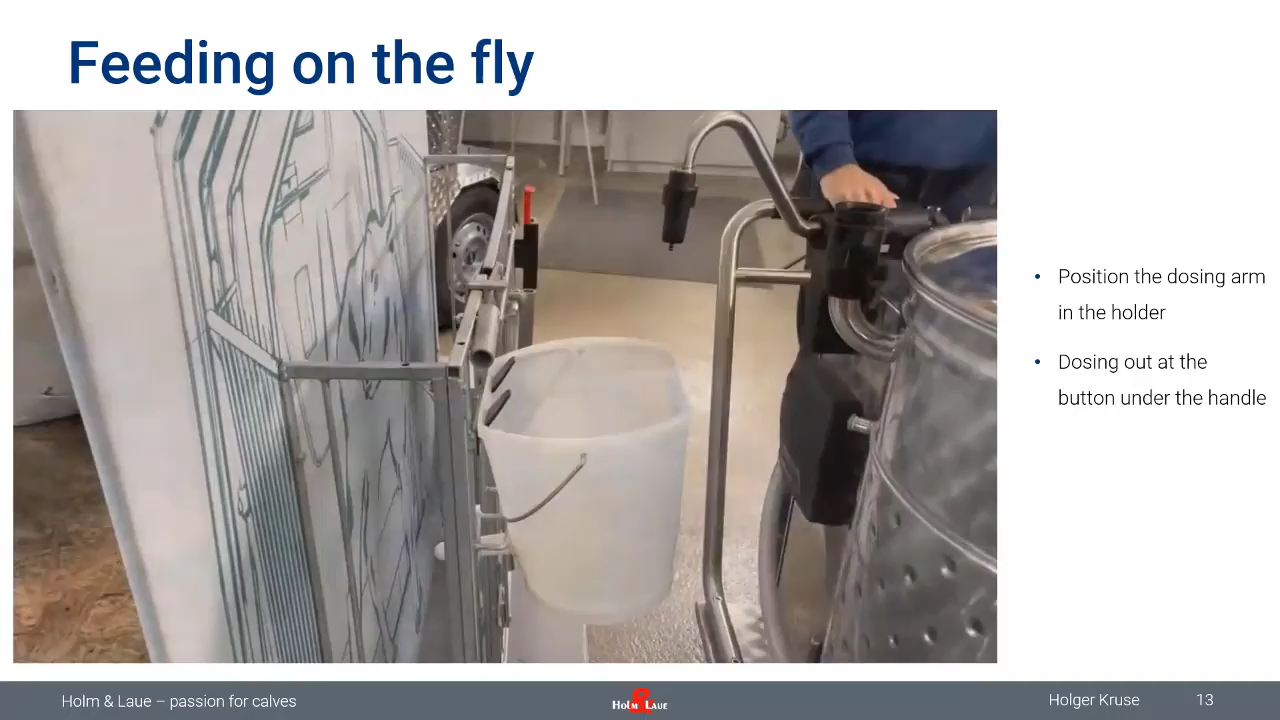 Feeding on the fly
• Position the dosing arm
in the holder
• Dosing out at the
button under the handle
Holm & Laue – passion for calves
HOLM & LAUE
Holger Kruse
13